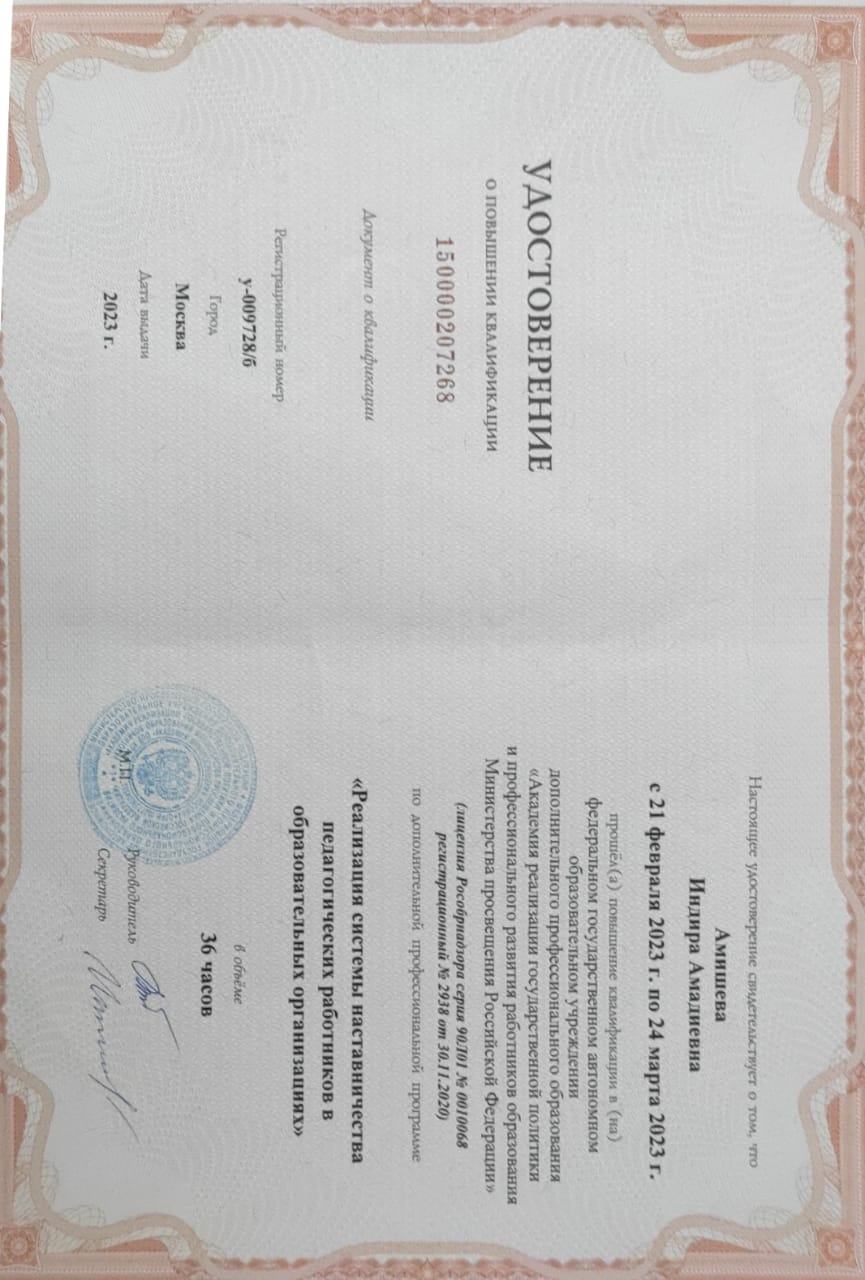 УДОСТОВЕРЕНИЕ
О ПОВЫШЕНИИ КВАЛИФИКАЦИИ
150000207268
Документ о квалификации
Регистрационный номер
у-009728/б
Город
Москва
Дата выдачи
2023 г.
Настоящее удостоверение свидетельствует о том, что
Амишева
Индира Амадиевна
с 21 февраля 2023 г. по 24 марта 2023 г.
прошёл(а) повышение квалификации в (на)
федеральном государственном автономном
образовательном учреждении
дополнительного профессионального образования
«Академия реализации государственной политики
и профессионального развития работников образования
Министерства просвещения Российской Федерации»
(лицензия Рособрнадзора серия 90Л01 № 0010068
регистрационный № 2938 от 30.11.2020)
по дополнительной профессиональной программе
«Реализация системы наставничества
педагогических работников в
образовательных организациях»
в объёме
36 часов
М.П.
Руководитель
Секретарь